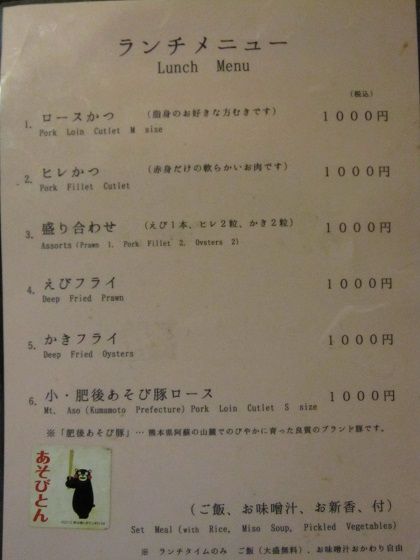 ランチメニュー
Lunch Menu
(税込)
1. ロースかつ (脂身のお好きな方むきです) 1000円
Pork Loin Cutlet M size
2. ヒレかつ (赤身だけの軟らかいお肉です) 1000円
Pork Fillet Cutlet
3. 盛り合わせ (えび1本、ヒレ2粒、かき2粒) 1000円
Assorts (Prawn 1. Pork Fillet 2. Oysters 2)
4. えびフライ 1000円
Deep Fried Prawn
5. かきフライ 1000円
Deep Fried Oysters
6. 小・肥後あそび豚ロース 1000円
Mt. Aso (Kumamoto Prefecture) Pork Loin Cutlet S size
※「肥後あそび豚」… 熊本県阿蘇の山麓でのびやかに育った良質のブランド豚です。
あそびとん
(ご飯、お味噌汁、お新香、付)
Set Meal (with Rice, Miso Soup, Pickled Vegetables)
※ ランチタイムのみ ご飯(大盛無料)、お味噌汁おかわり自由